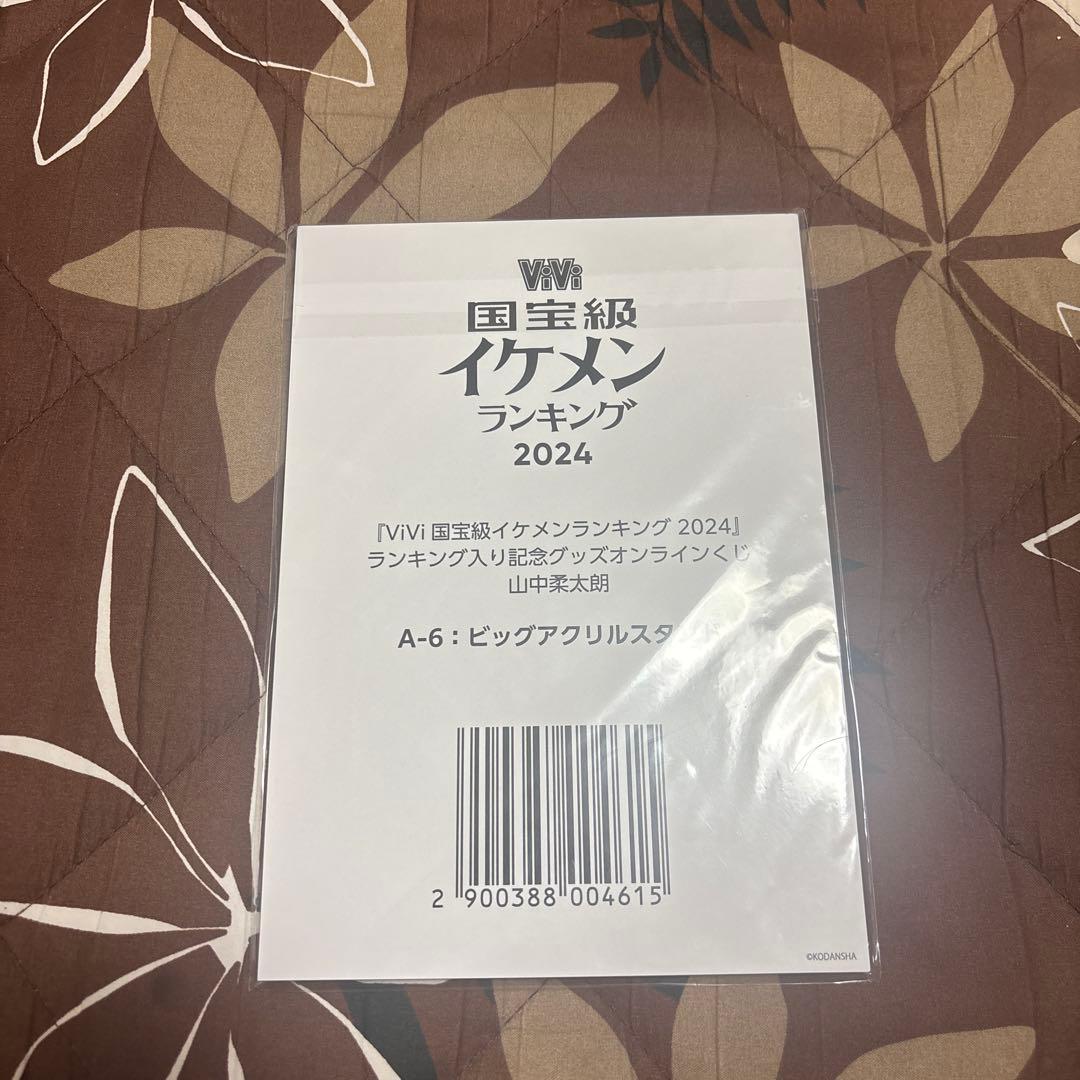 ViVi
国宝級
イケメン
ランキング
2024
『ViVi 国宝級イケメンランキング 2024』
ランキング入り記念グッズオンラインくじ
山中柔太朗
A-6：ビッグアクリルスタンド
2 900388 004615
©KODANSHA